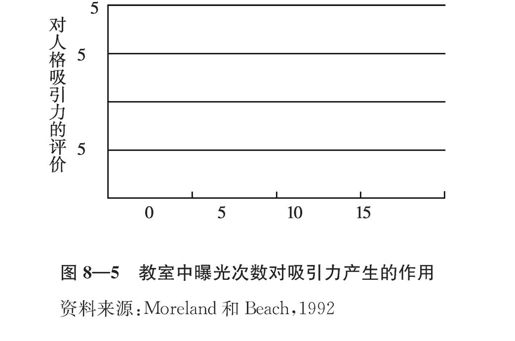 5
对人格吸引力的评价
5
5
0 5 10 15
图 8—5 教室中曝光次数对吸引力产生的作用
资料来源:Moreland 和 Beach,1992